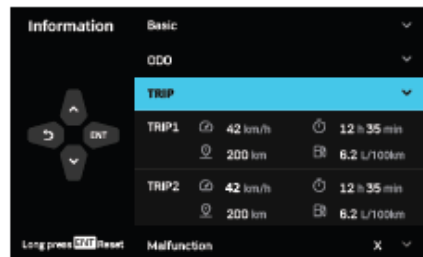 Information
Basic
ODO
TRIP
ENT
TRIP1 42 km/h 12 h 35 min
200 km 6.2 L/100km
TRIP2 42 km/h 12 h 35 min
200 km 6.2 L/100km
Long press ENT Reset
Malfunction X